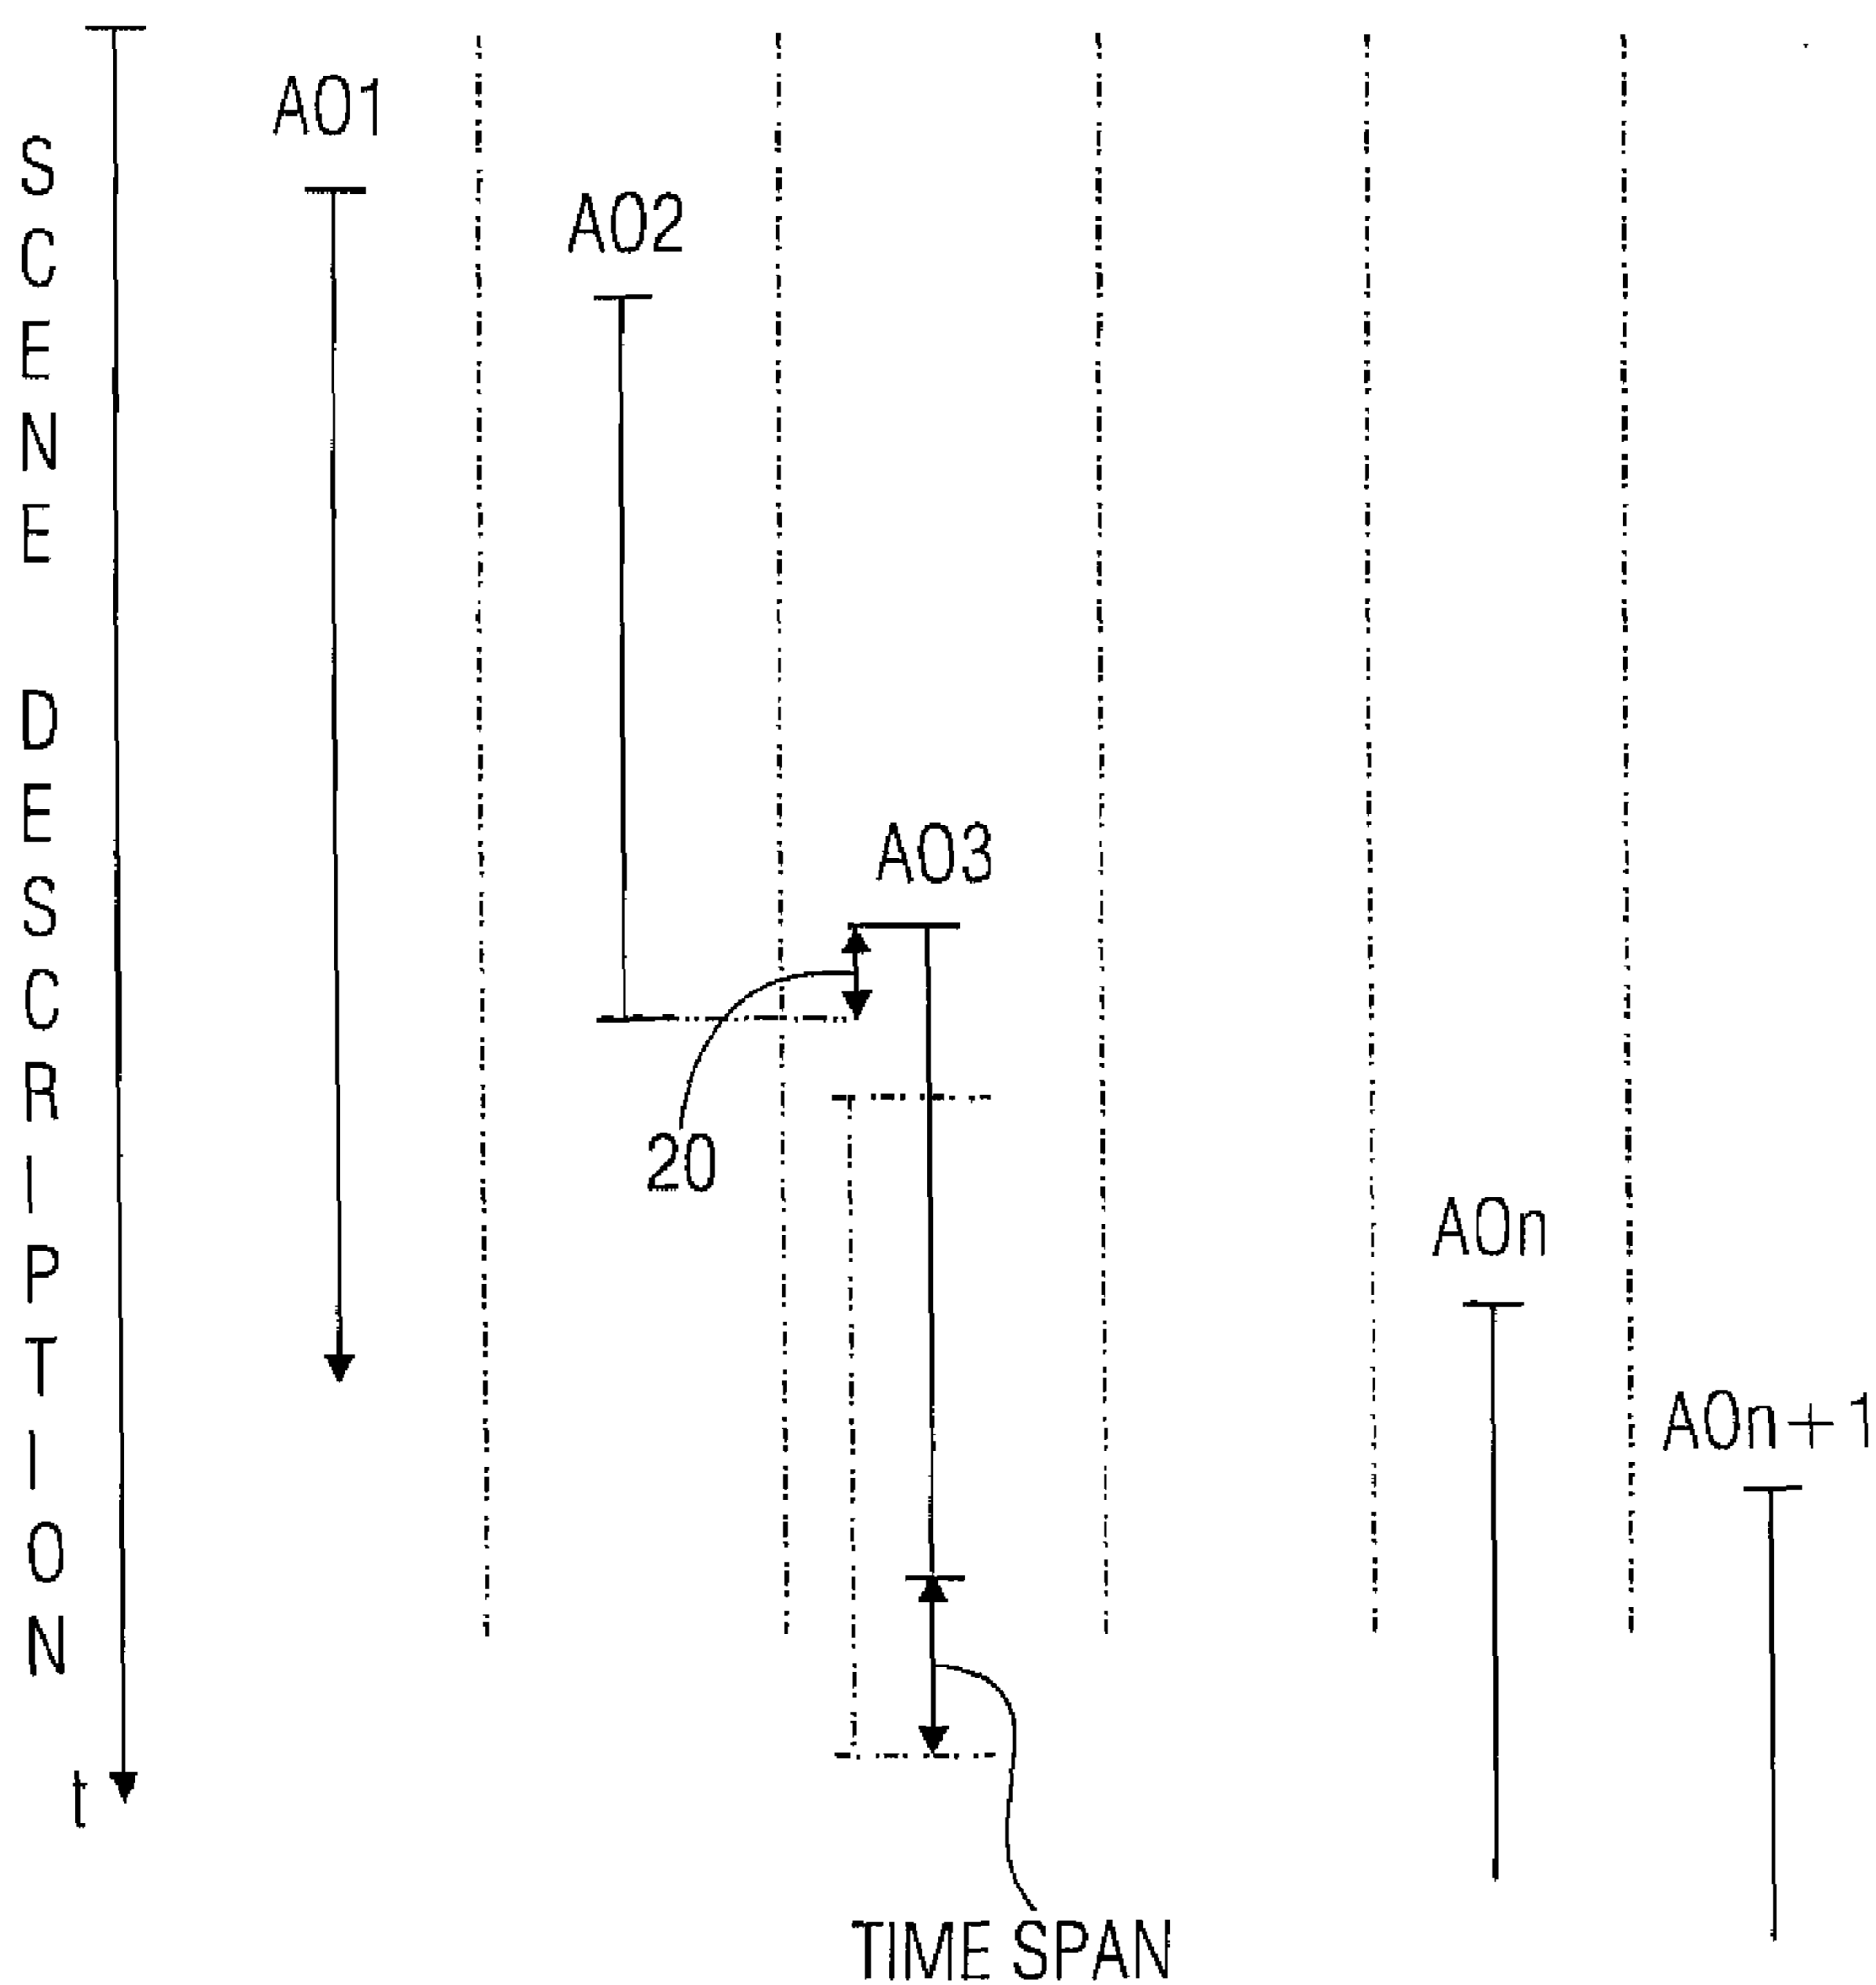 SCENE DESCRIPTION
AO1
AO2
AO3
20
AOn
AOn+1
t
TIME SPAN